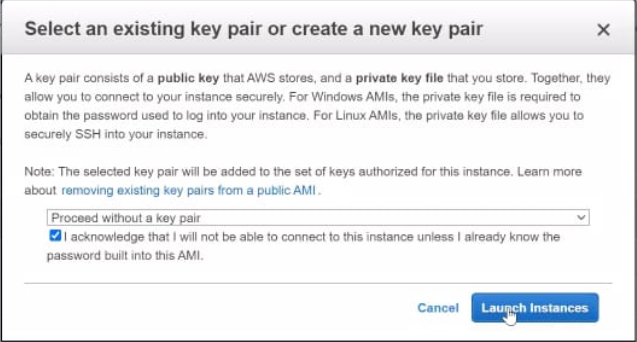 Select an existing key pair or create a new key pair
A key pair consists of a public key that AWS stores, and a private key file that you store. Together, they
allow you to connect to your instance securely. For Windows AMIs, the private key file is required to
obtain the password used to log into your instance. For Linux AMIs, the private key file allows you to
securely SSH into your instance.
Note: The selected key pair will be added to the set of keys authorized for this instance. Learn more
about removing existing key pairs from a public AMI .
Proceed without a key pair
I acknowledge that I will not be able to connect to this instance unless I already know the
password built into this AMI.
Cancel Launch Instances